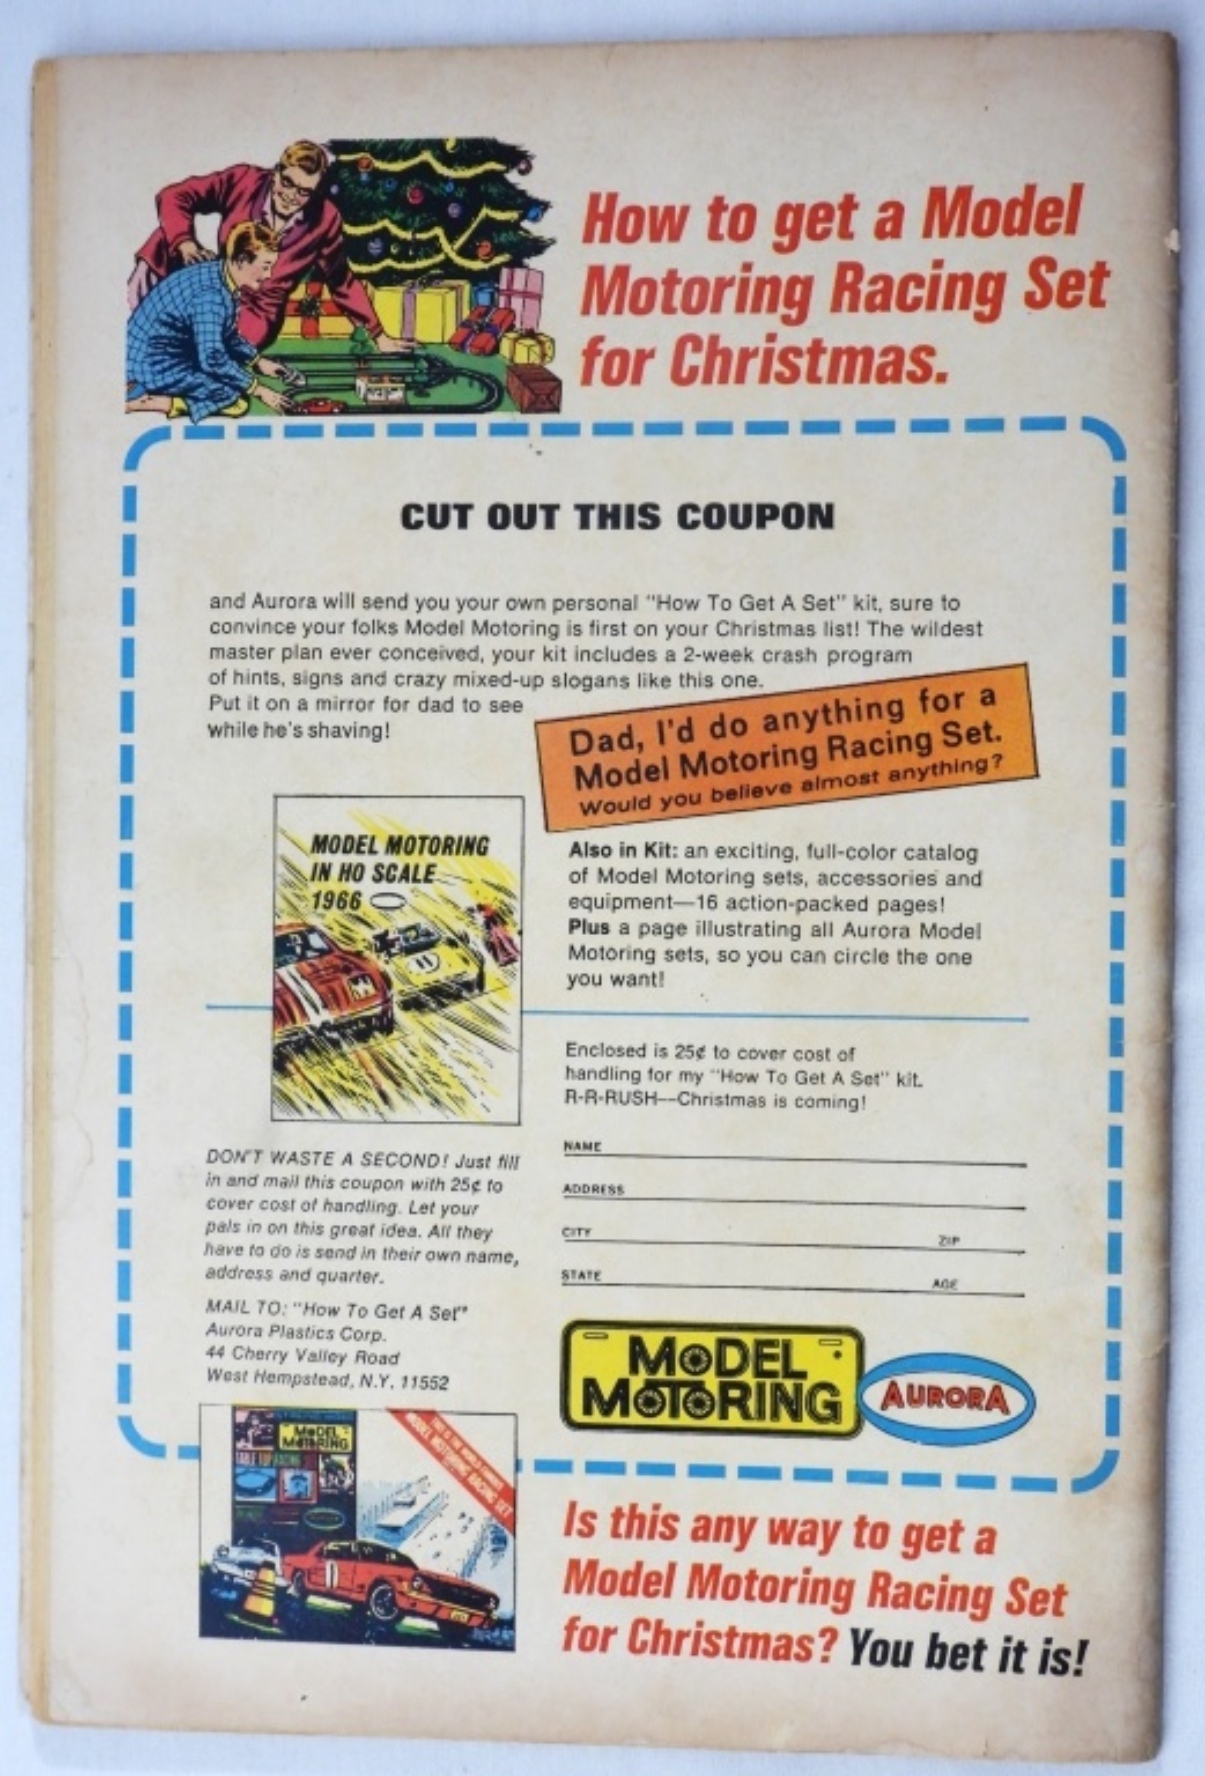 How to get a Model
Motoring Racing Set
for Christmas.
CUT OUT THIS COUPON
and Aurora will send you your own personal "How To Get A Set" kit, sure to
convince your folks Model Motoring is first on your Christmas list! The wildest
master plan ever conceived, your kit includes a 2-week crash program
of hints, signs and crazy mixed-up slogans like this one.
Put it on a mirror for dad to see
while he's shaving!
Dad, I'd do anything for a
Model Motoring Racing Set.
Would you believe almost anything?
MODEL MOTORING
IN HO SCALE
1966
11
Also in Kit: an exciting, full-color catalog
of Model Motoring sets, accessories and
equipment—16 action-packed pages!
Plus a page illustrating all Aurora Model
Motoring sets, so you can circle the one
you want!
Enclosed is 25¢ to cover cost of
handling for my "How To Get A Set" kit.
R-R-RUSH—Christmas is coming!
NAME
ADDRESS
CITY ZIP
STATE AGE
DON'T WASTE A SECOND! Just fill
in and mail this coupon with 25¢ to
cover cost of handling. Let your
pals in on this great idea. All they
have to do is send in their own name,
address and quarter.
MAIL TO: "How To Get A Set"
Aurora Plastics Corp.
44 Cherry Valley Road
West Hempstead, N.Y. 11552
MODEL
MOTORING
AURORA
MODEL
MOTORING
TABLE TOP RACING
MODEL MOTORING RACING SET
1
Is this any way to get a
Model Motoring Racing Set
for Christmas? You bet it is!